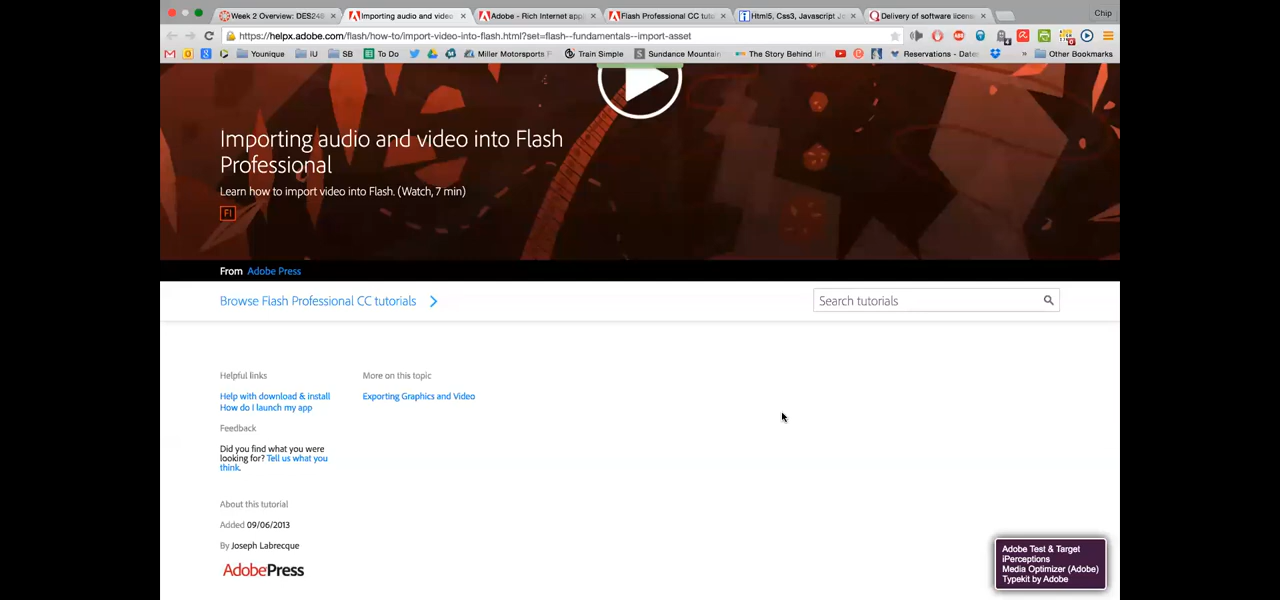 Week 2 Overview: DES248
Importing audio and video
Adobe - Rich Internet app
Flash Professional CC tuto
Html5, Css3, Javascript J
Delivery of software licens
Chip
https://helpx.adobe.com/flash/how-to/import-video-into-flash.html?set=flash--fundamentals--import-asset
Younique
iU
SB
To Do
Miller Motorsports
Train Simple
Sundance Mountain
The Story Behind
Reservations - Date
»
Other Bookmarks
Importing audio and video into Flash
Professional
Learn how to import video into Flash. (Watch, 7 min)
Fl
From Adobe Press
Browse Flash Professional CC tutorials
Search tutorials
Helpful links
More on this topic
Help with download & install
Exporting Graphics and Video
How do I launch my app
Feedback
Did you find what you were
looking for? Tell us what you
think.
About this tutorial
Added 09/06/2013
By Joseph Labrecque
AdobePress
Adobe Test & Target
iPerceptions
Media Optimizer (Adobe)
Typekit by Adobe